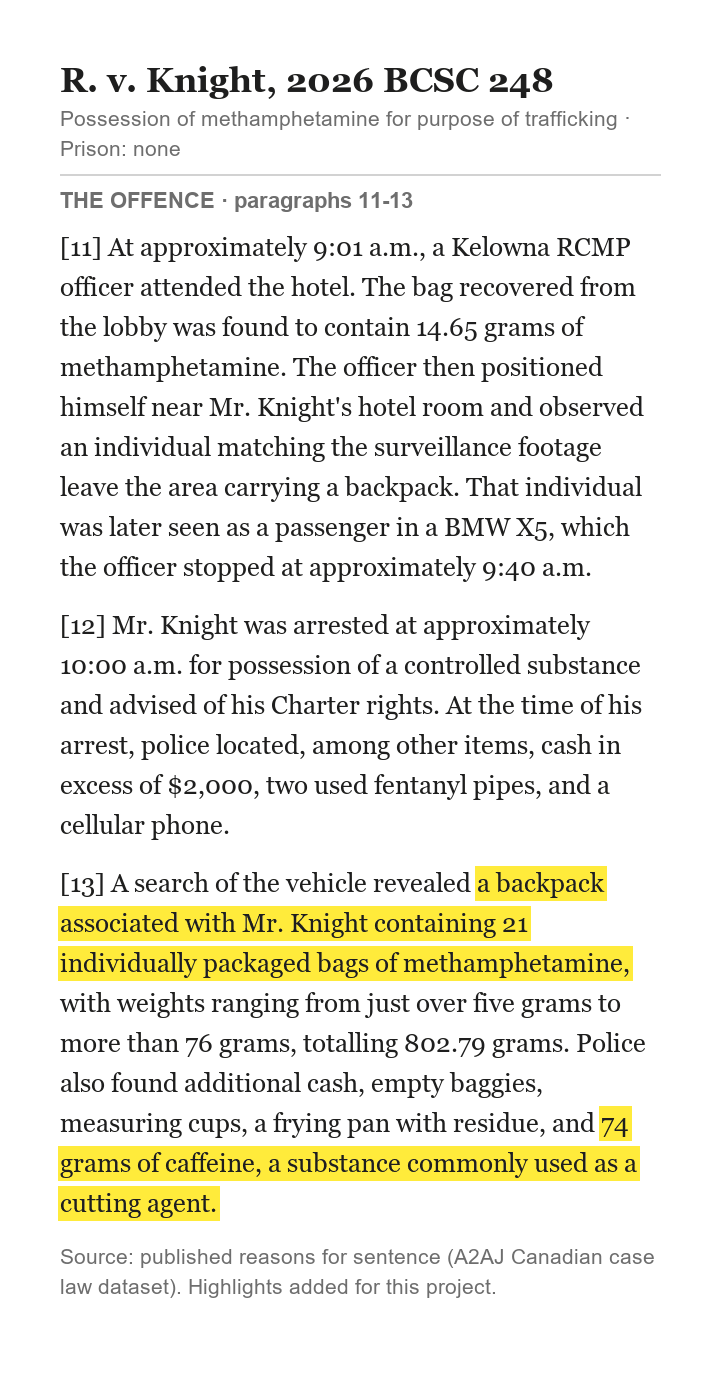 R. v. Knight, 2026 BCSC 248
Possession of methamphetamine for purpose of trafficking ·
Prison: none
THE OFFENCE · paragraphs 11-13
[11] At approximately 9:01 a.m., a Kelowna RCMP
officer attended the hotel. The bag recovered from
the lobby was found to contain 14.65 grams of
methamphetamine. The officer then positioned
himself near Mr. Knight's hotel room and observed
an individual matching the surveillance footage
leave the area carrying a backpack. That individual
was later seen as a passenger in a BMW X5, which
the officer stopped at approximately 9:40 a.m.
[12] Mr. Knight was arrested at approximately
10:00 a.m. for possession of a controlled substance
and advised of his Charter rights. At the time of his
arrest, police located, among other items, cash in
excess of $2,000, two used fentanyl pipes, and a
cellular phone.
[13] A search of the vehicle revealed a backpack
associated with Mr. Knight containing 21
individually packaged bags of methamphetamine,
with weights ranging from just over five grams to
more than 76 grams, totalling 802.79 grams. Police
also found additional cash, empty baggies,
measuring cups, a frying pan with residue, and 74
grams of caffeine, a substance commonly used as a
cutting agent.
Source: published reasons for sentence (A2AJ Canadian case
law dataset). Highlights added for this project.